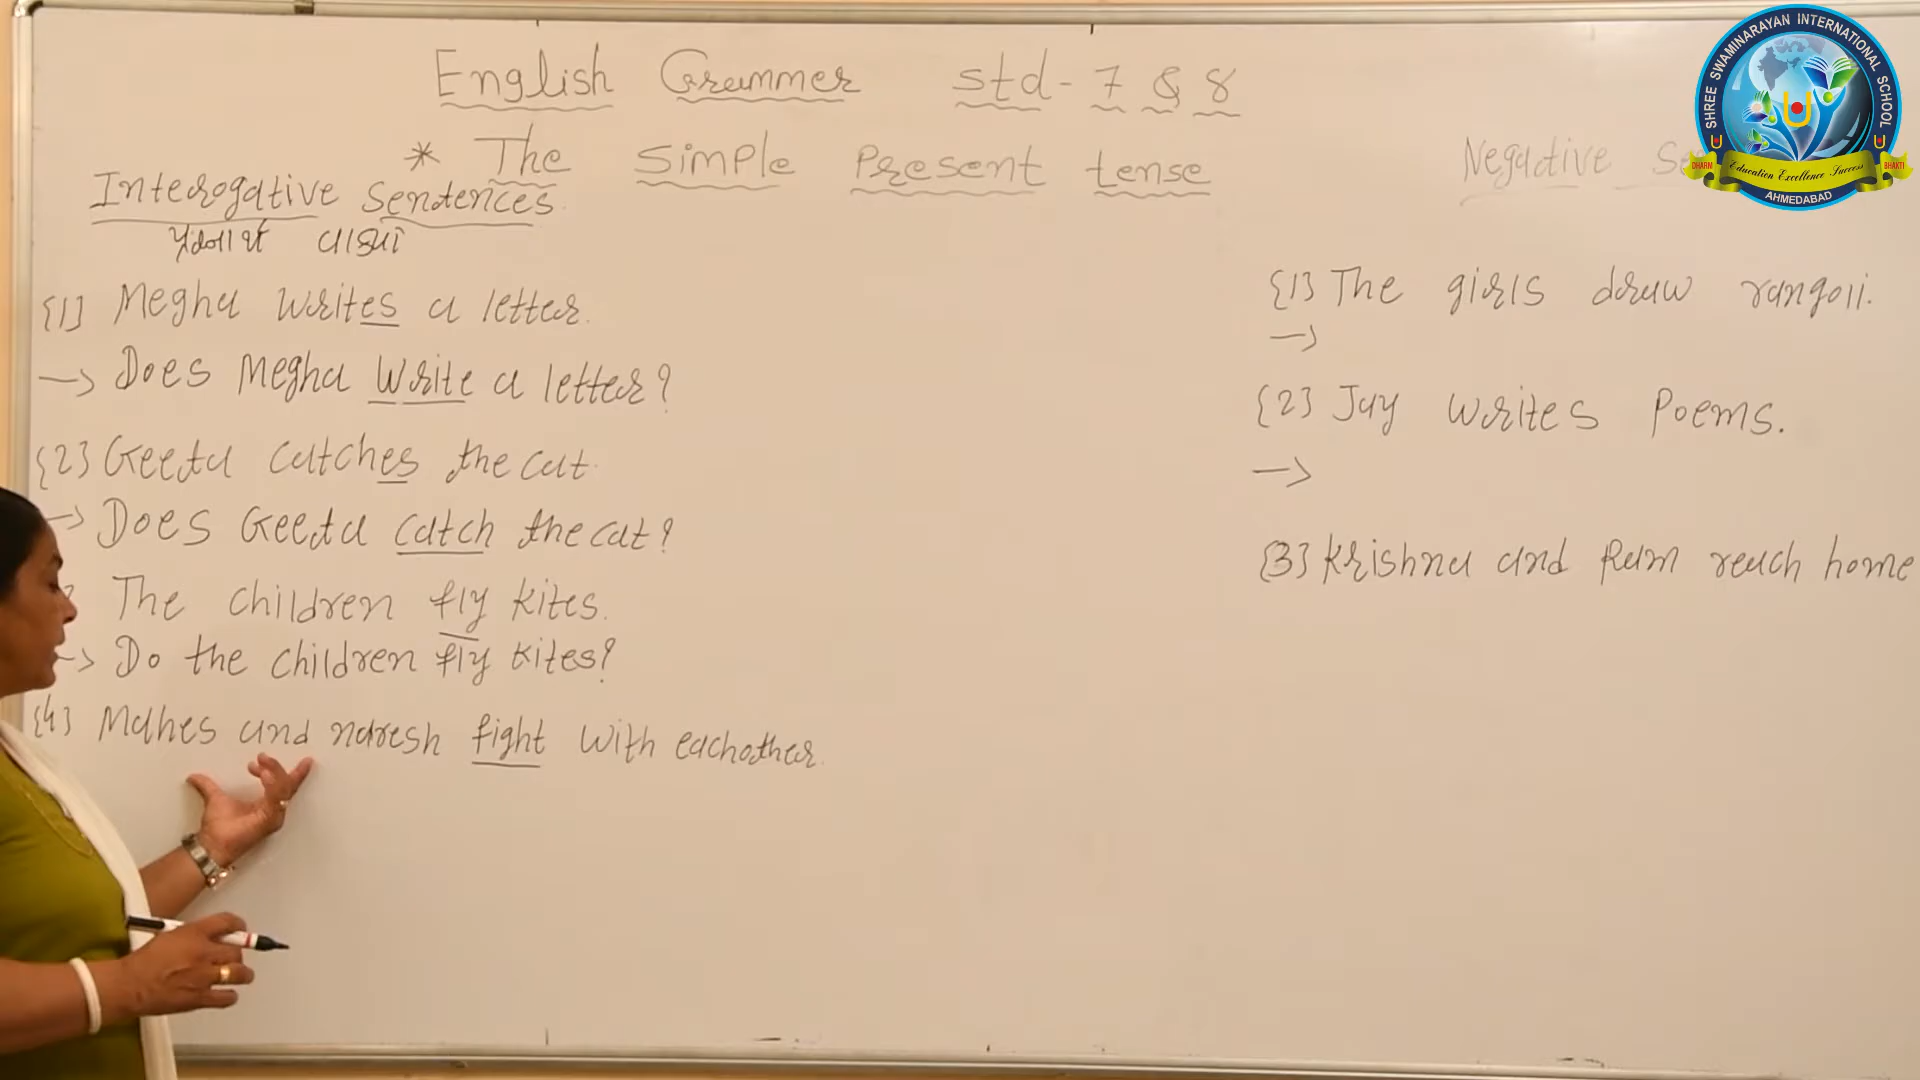 English Grammer std-7 & 8
* The Simple Present tense
Interogative Sentences
પ્રશ્નાર્થ વાક્યો
{1} Megha writes a letter.
→ Does Megha write a letter?
{2} Geeta catches the cat.
→ Does Geeta catch the cat?
The children fly kites.
→ Do the children fly kites?
{4} Mahes and naresh fight with eachother.
Negative
{1} The girls draw rangoli.
→
{2} Jay writes Poems.
→
{3} Krishna and Ram reach home
SHREE SWAMINARAYAN INTERNATIONAL SCHOOL
DHARM
Education Excellence Success
BHAKTI
AHMEDABAD